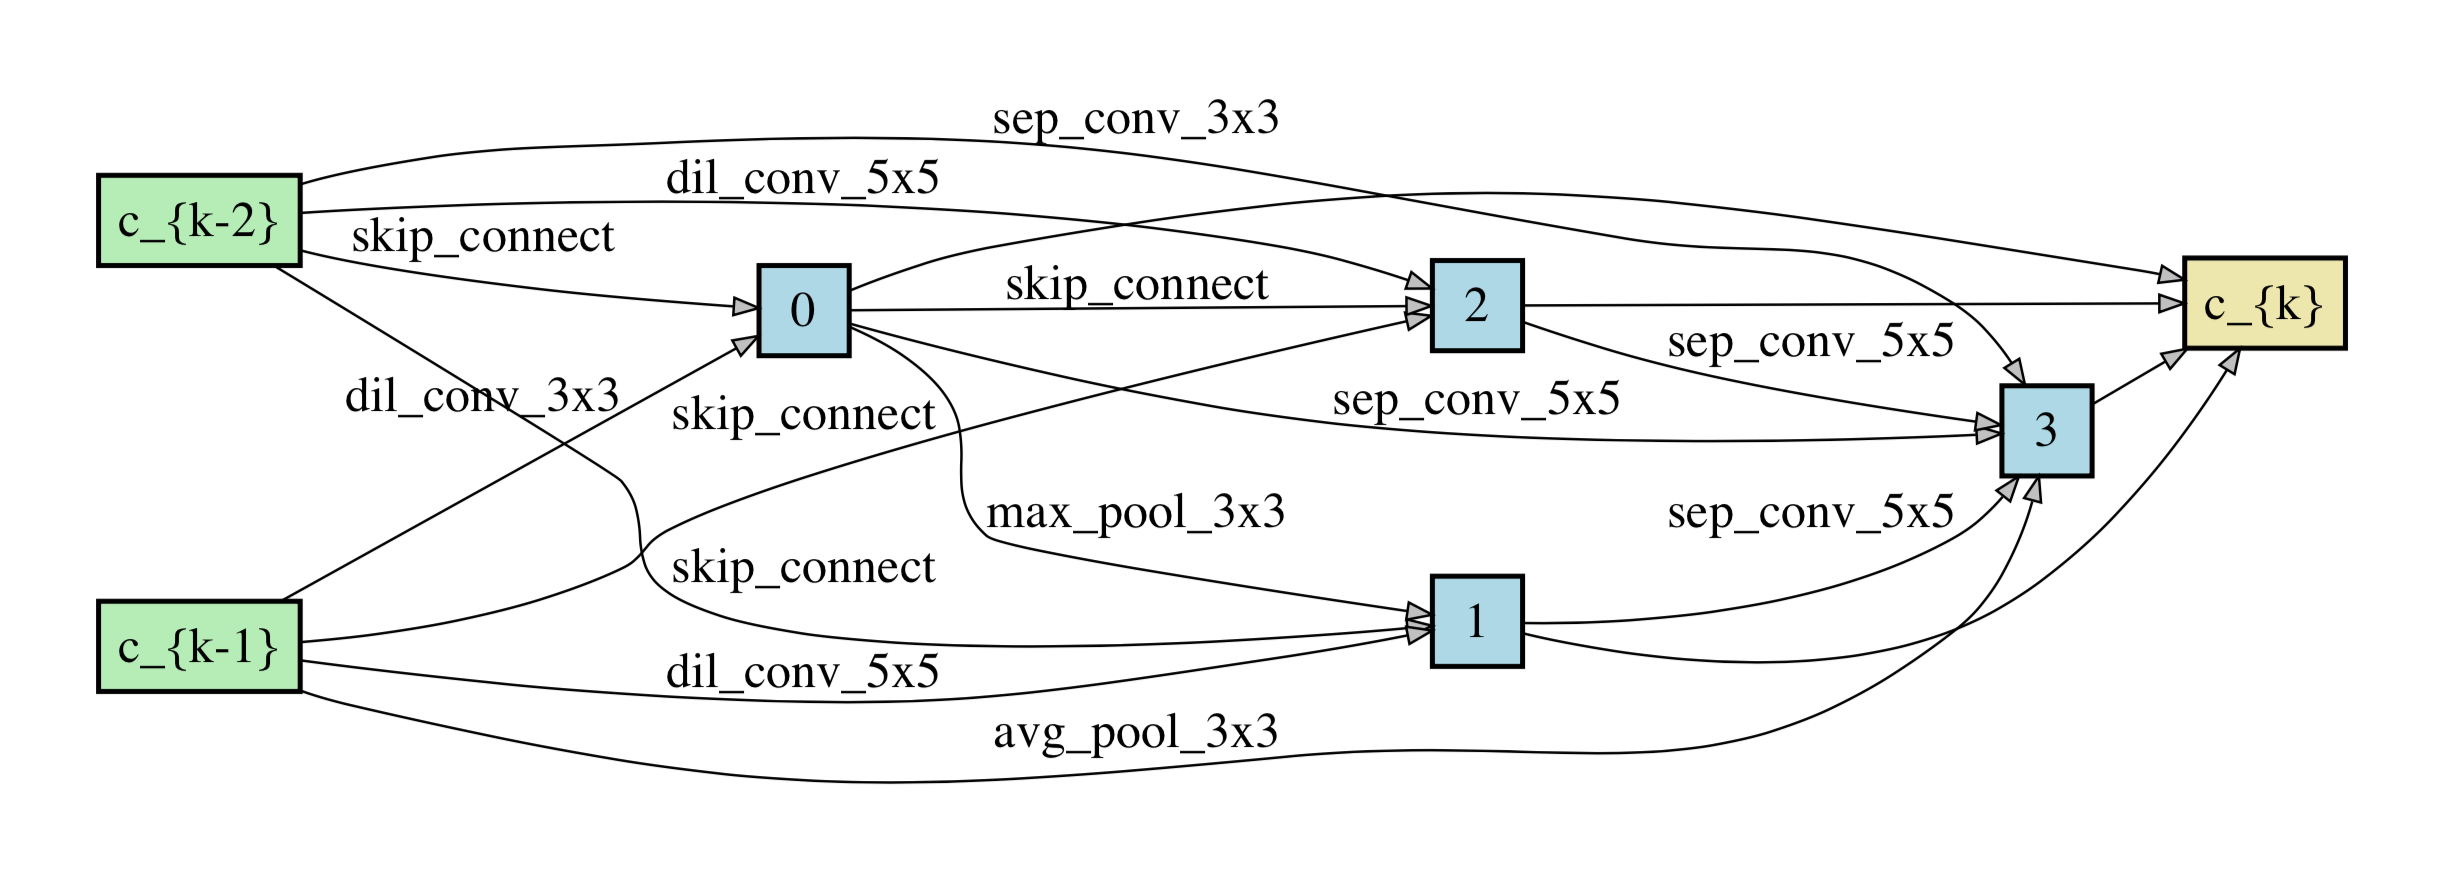 sep_conv_3x3
dil_conv_5x5
c_{k-2}
skip_connect
skip_connect
0
2
c_{k}
sep_conv_5x5
dil_conv_3x3
skip_connect
sep_conv_5x5
3
max_pool_3x3
sep_conv_5x5
skip_connect
1
c_{k-1}
dil_conv_5x5
avg_pool_3x3